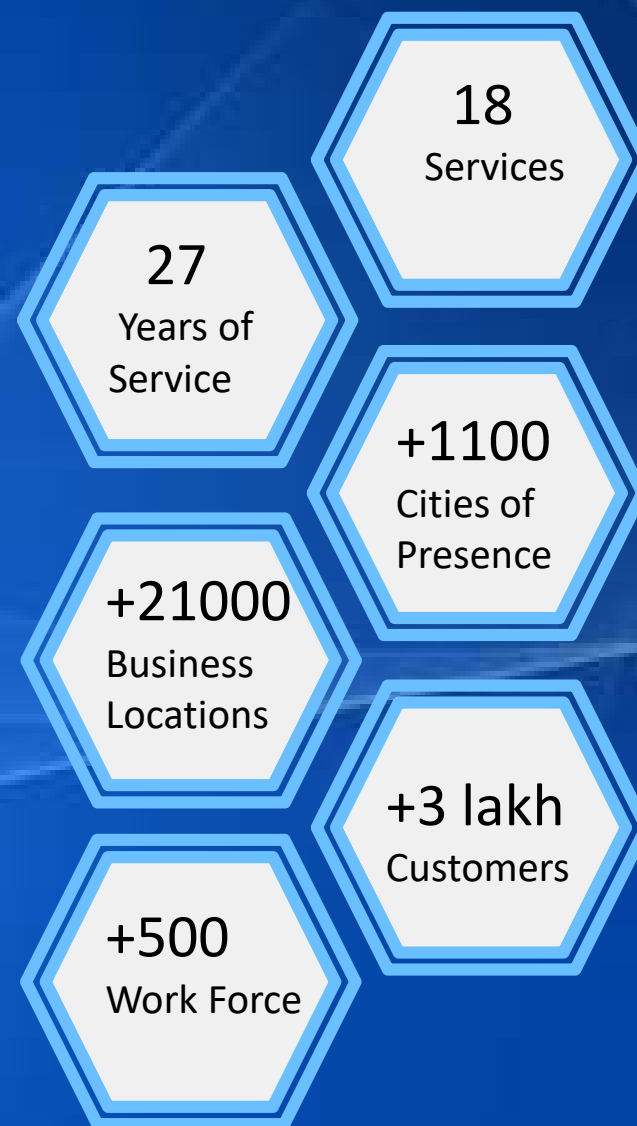 18
Services
27
Years of
Service
+1100
Cities of
Presence
+21000
Business
Locations
+3 lakh
Customers
+500
Work Force